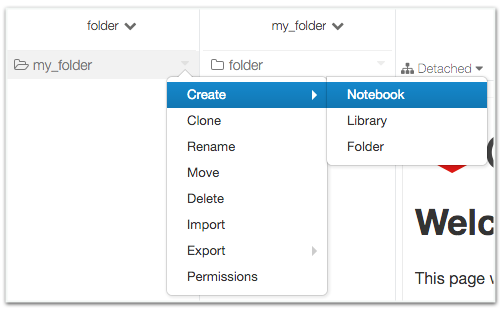 folder
my_folder
my_folder
folder
Detached
Create
Clone
Rename
Move
Delete
Import
Export
Permissions
Notebook
Library
Folder
Welc
This page w